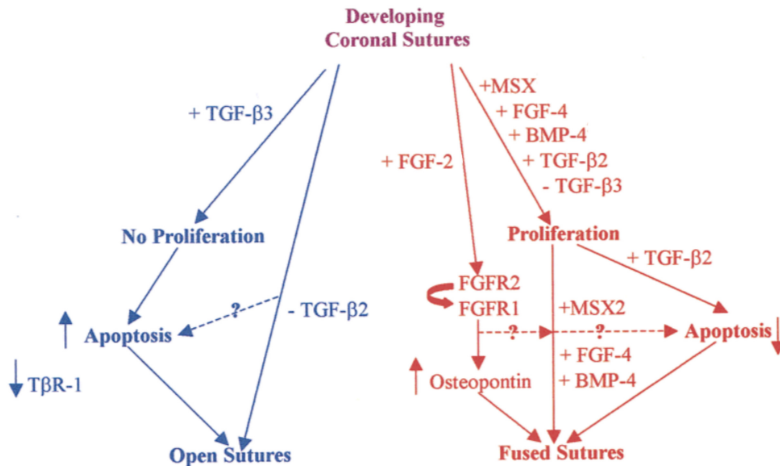 Developing
Coronal Sutures
+MSX
+ TGF-β3
+ FGF-4
+ BMP-4
+ FGF-2
+ TGF-β2
- TGF-β3
No Proliferation
Proliferation
+ TGF-β2
FGFR2
FGFR1
?
- TGF-β2
+MSX2
Apoptosis
?
?
Apoptosis
TβR-1
Osteopontin
+ FGF-4
+ BMP-4
Open Sutures
Fused Sutures